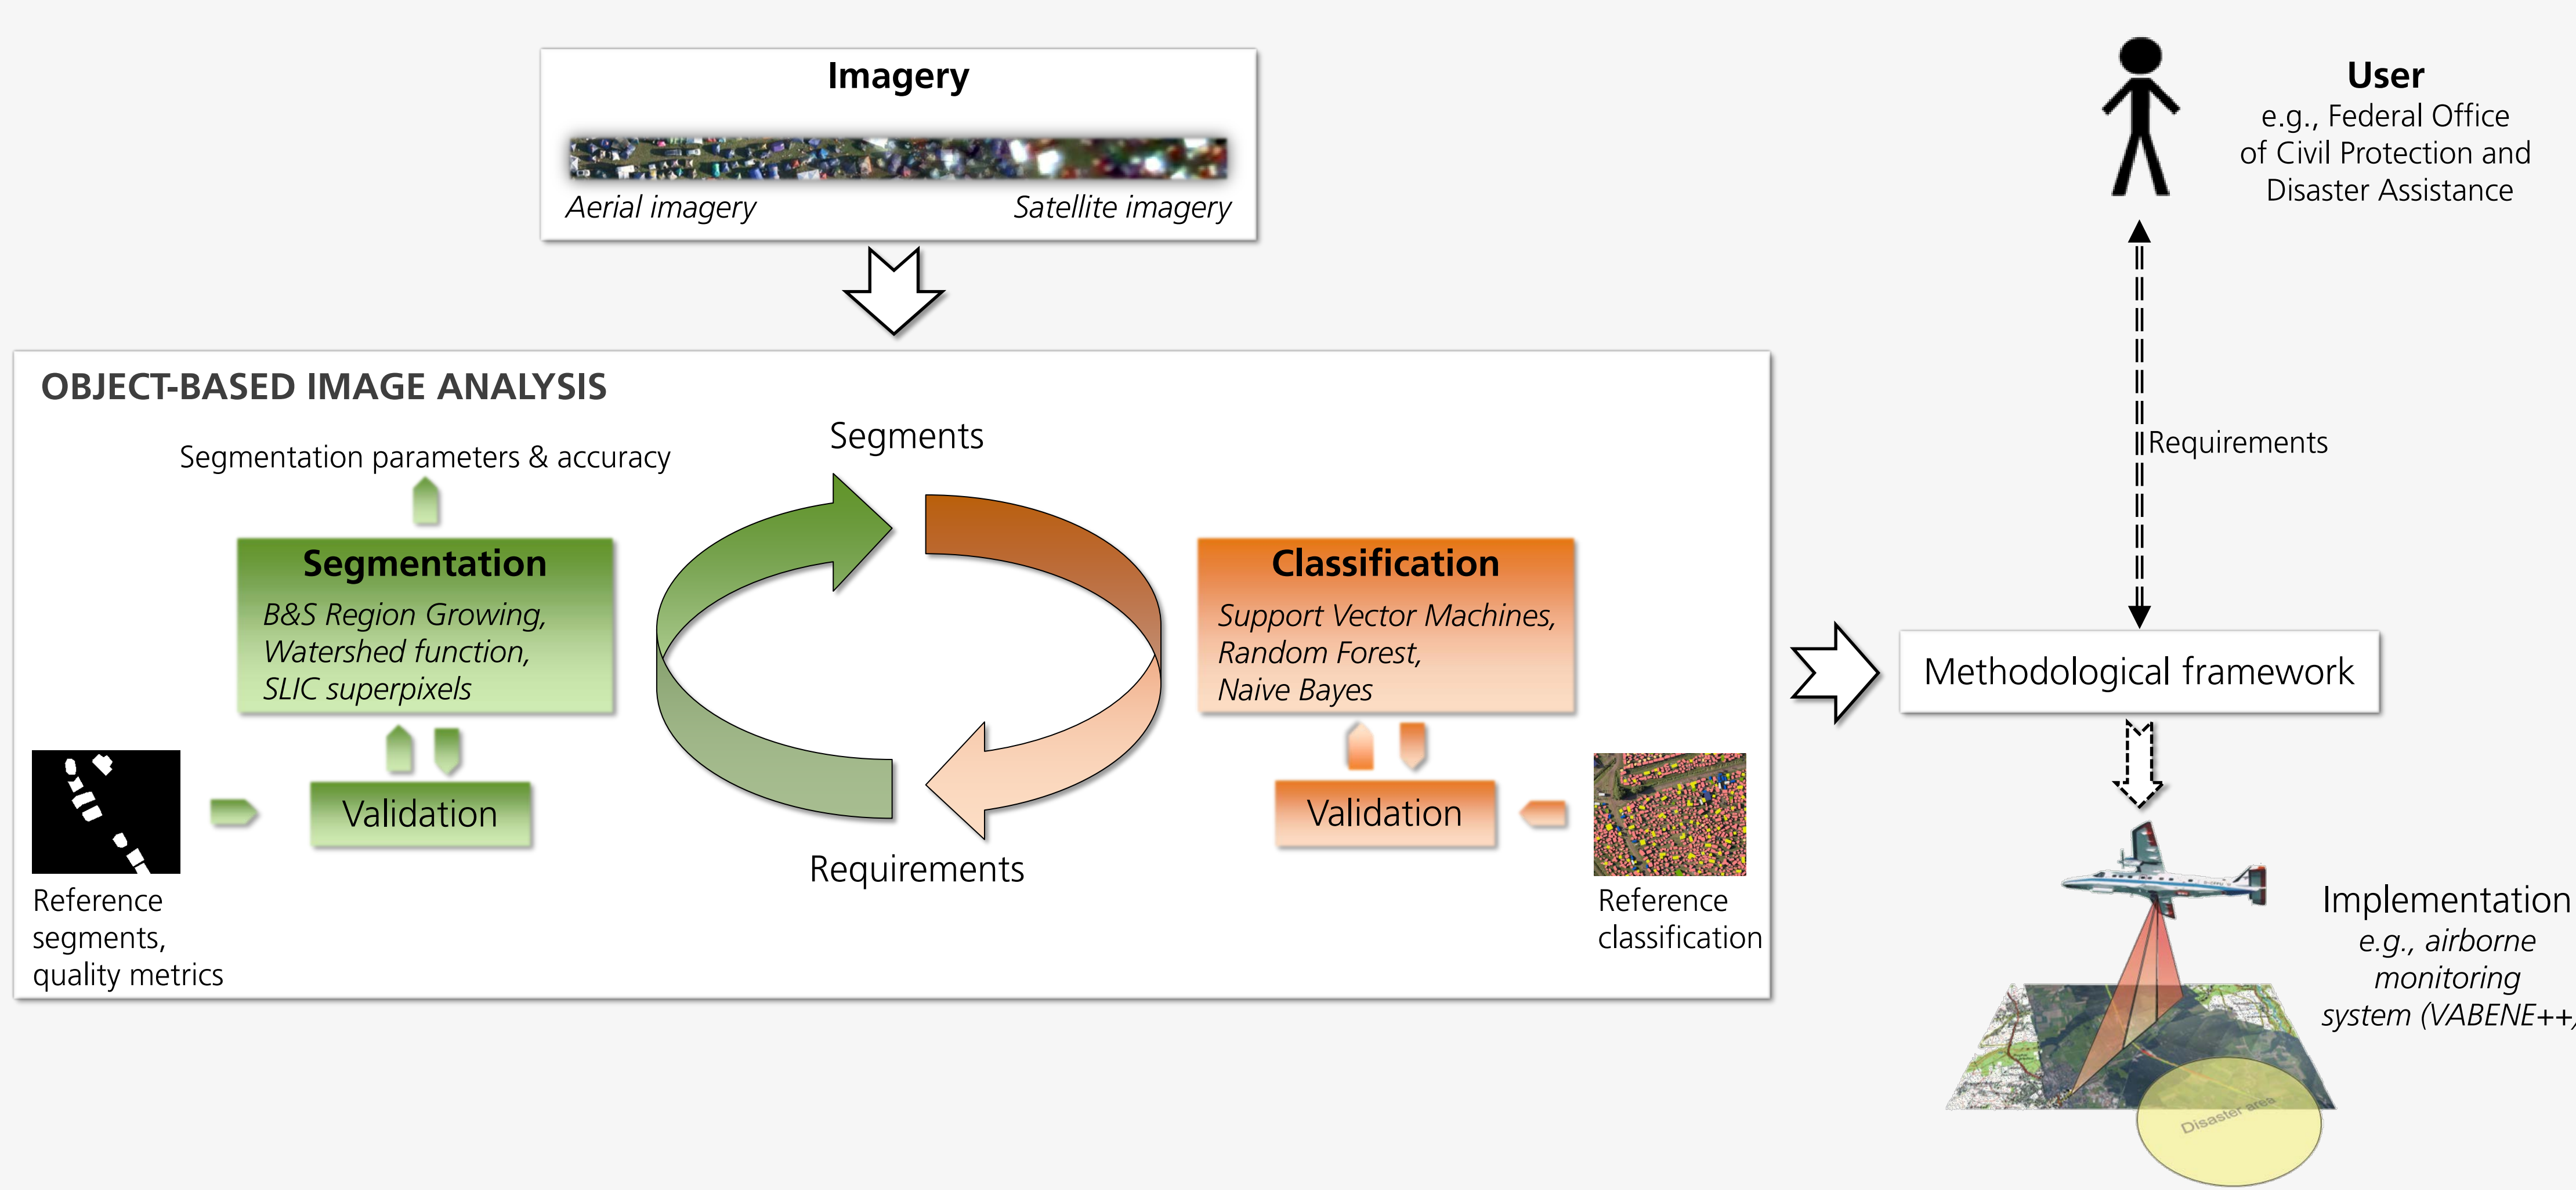 Imagery
Aerial imagery
Satellite imagery
User
e.g., Federal Office
of Civil Protection and
Disaster Assistance
OBJECT-BASED IMAGE ANALYSIS
Segmentation parameters & accuracy
Segments
Segmentation
B&S Region Growing,
Watershed function,
SLIC superpixels
Validation
Reference
segments,
quality metrics
Requirements
Classification
Support Vector Machines,
Random Forest,
Naive Bayes
Validation
Reference
classification
Requirements
Methodological framework
Implementation
e.g., airborne
monitoring
system (VABENE++)
Disaster area